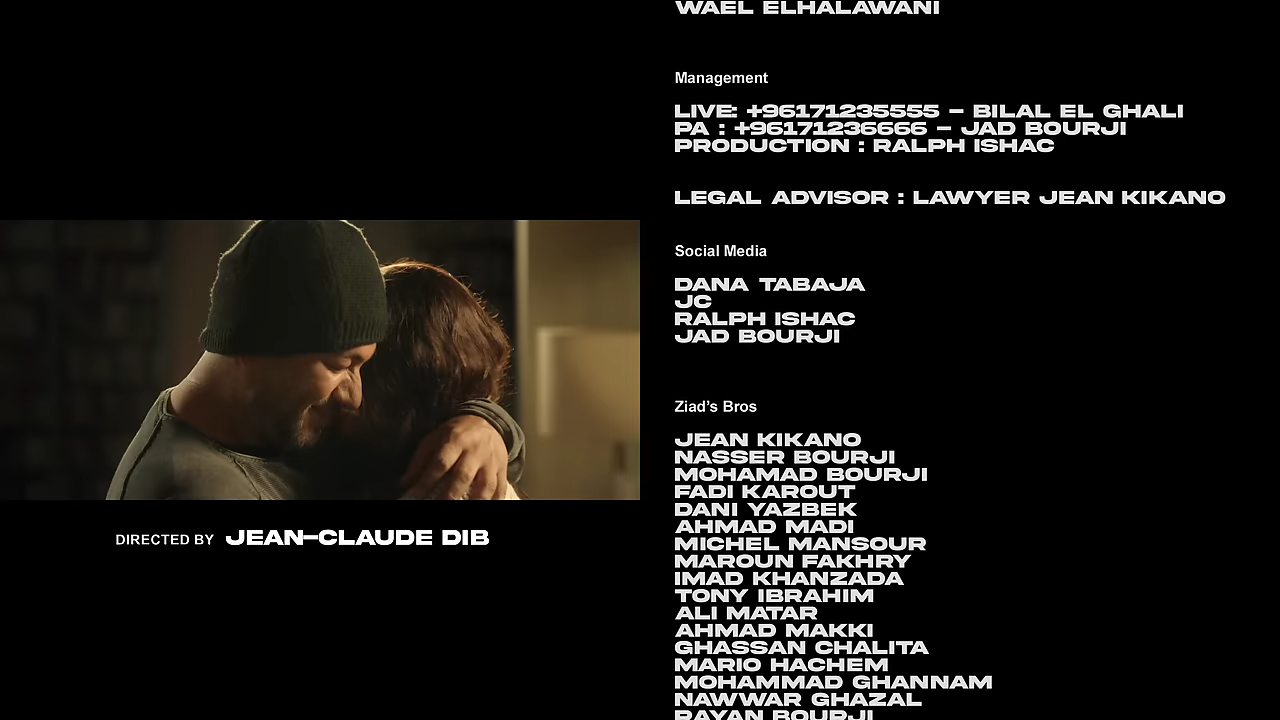 WAEL ELHALAWANI
Management
LIVE: +96171235555 - BILAL EL GHALI
PA : +96171236666 - JAD BOURJI
PRODUCTION : RALPH ISHAC
LEGAL ADVISOR : LAWYER JEAN KIKANO
Social Media
DANA TABAJA
JC
RALPH ISHAC
JAD BOURJI
Ziad's Bros
JEAN KIKANO
NASSER BOURJI
MOHAMAD BOURJI
FADI KAROUT
DANI YAZBEK
AHMAD MADI
MICHEL MANSOUR
MAROUN FAKHRY
IMAD KHANZADA
TONY IBRAHIM
ALI MATAR
AHMAD MAKKI
GHASSAN CHALITA
MARIO HACHEM
MOHAMMAD GHANNAM
NAWWAR GHAZAL
RAYAN BOURJI
DIRECTED BY JEAN-CLAUDE DIB